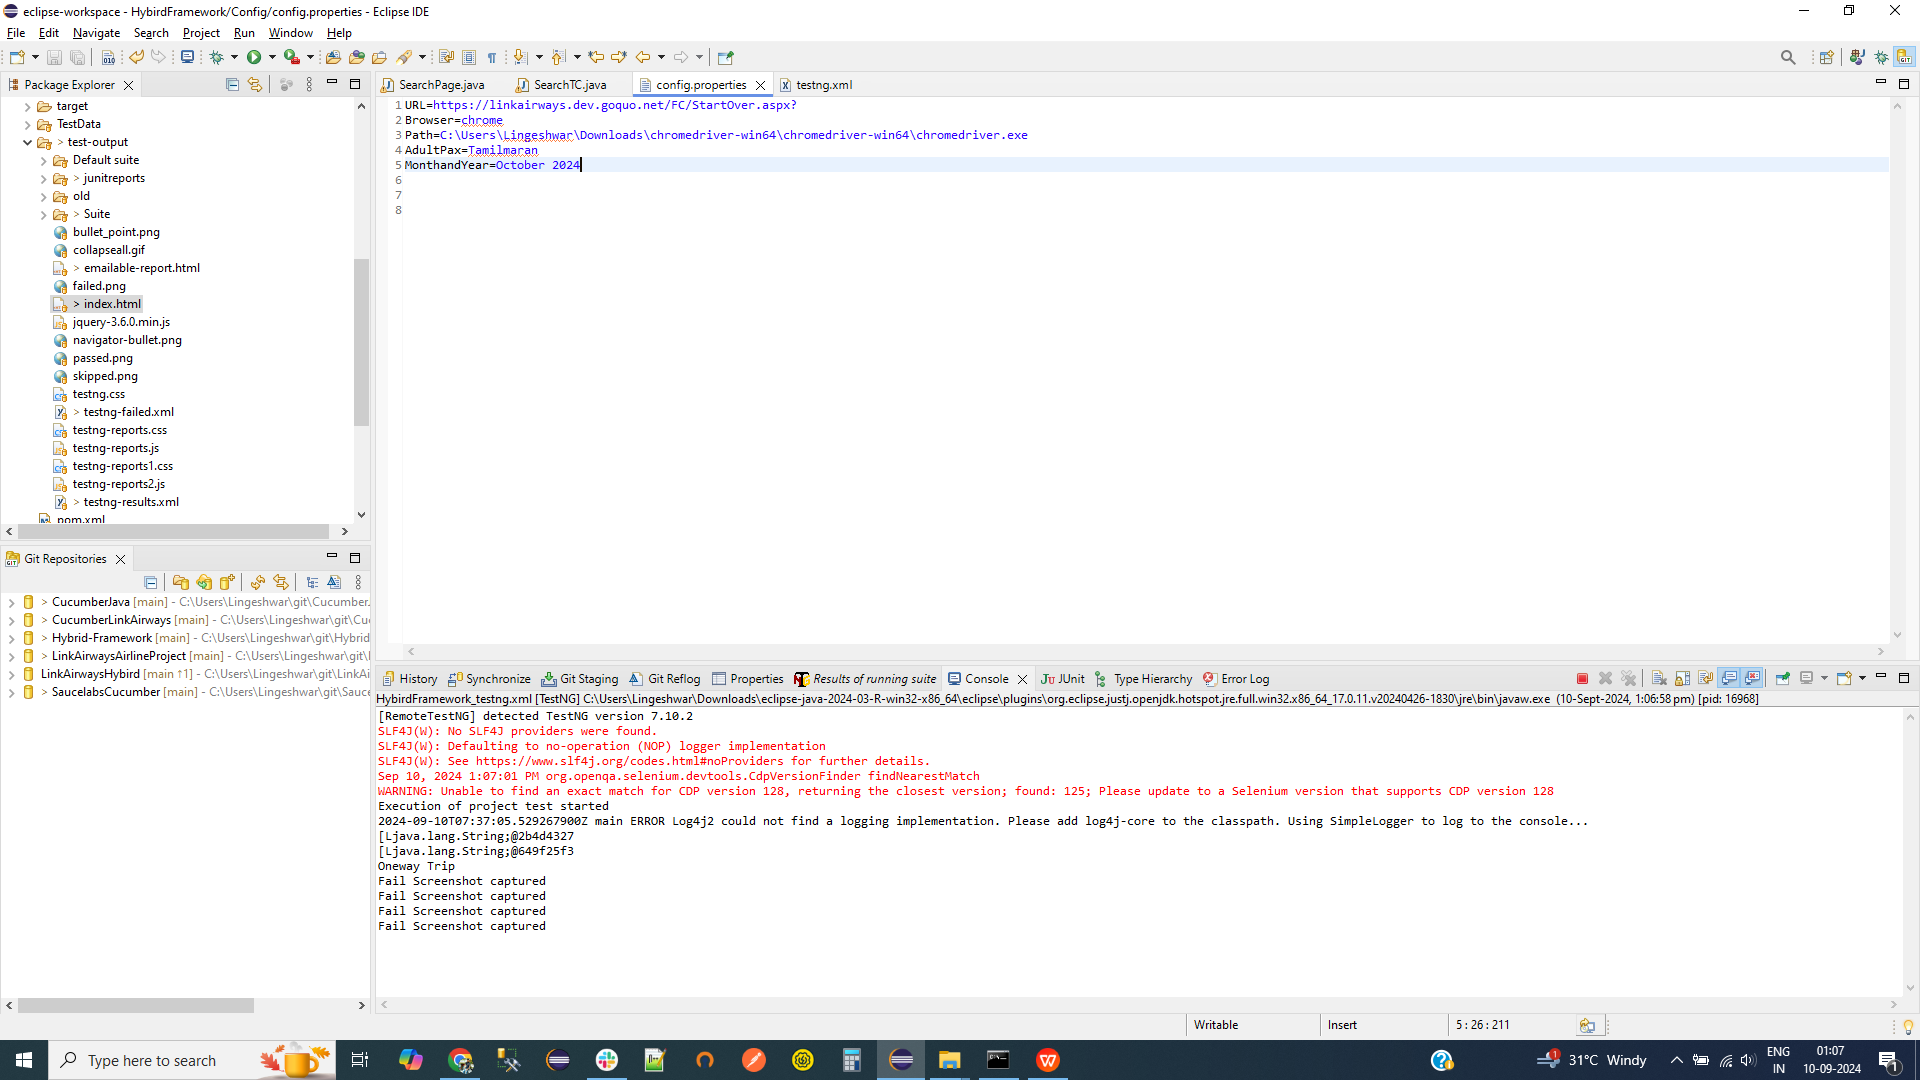 eclipse-workspace - HybirdFramework/Config/config.properties - Eclipse IDE
File Edit Navigate Search Project Run Window Help
Package Explorer
target
TestData
> test-output
Default suite
> junitreports
old
> Suite
bullet_point.png
collapseall.gif
> emailable-report.html
failed.png
> index.html
jquery-3.6.0.min.js
navigator-bullet.png
passed.png
skipped.png
testng.css
> testng-failed.xml
testng-reports.css
testng-reports.js
testng-reports1.css
testng-reports2.js
> testng-results.xml
pom.xml
Git Repositories
> CucumberJava [main] - C:\Users\Lingeshwar\git\Cucumber
> CucumberLinkAirways [main] - C:\Users\Lingeshwar\git\Cu
> Hybrid-Framework [main] - C:\Users\Lingeshwar\git\Hybrid
> LinkAirwaysAirlineProject [main] - C:\Users\Lingeshwar\git\
LinkAirwaysHybird [main ↑1] - C:\Users\Lingeshwar\git\LinkAi
> SaucelabsCucumber [main] - C:\Users\Lingeshwar\git\Sauce
SearchPage.java SearchTC.java config.properties testng.xml
1 URL=https://linkairways.dev.goquo.net/FC/StartOver.aspx?
2 Browser=chrome
3 Path=C:\Users\Lingeshwar\Downloads\chromedriver-win64\chromedriver-win64\chromedriver.exe
4 AdultPax=Tamilmaran
5 MonthandYear=October 2024
6
7
8
History Synchronize Git Staging Git Reflog Properties Results of running suite Console JUnit Type Hierarchy Error Log
HybirdFramework_testng.xml [TestNG] C:\Users\Lingeshwar\Downloads\eclipse-java-2024-03-R-win32-x86_64\eclipse\plugins\org.eclipse.justj.openjdk.hotspot.jre.full.win32.x86_64_17.0.11.v20240426-1830\jre\bin\javaw.exe (10-Sept-2024, 1:06:58 pm) [pid: 16968]
[RemoteTestNG] detected TestNG version 7.10.2
SLF4J(W): No SLF4J providers were found.
SLF4J(W): Defaulting to no-operation (NOP) logger implementation
SLF4J(W): See https://www.slf4j.org/codes.html#noProviders for further details.
Sep 10, 2024 1:07:01 PM org.openqa.selenium.devtools.CdpVersionFinder findNearestMatch
WARNING: Unable to find an exact match for CDP version 128, returning the closest version; found: 125; Please update to a Selenium version that supports CDP version 128
Execution of project test started
2024-09-10T07:37:05.529267900Z main ERROR Log4j2 could not find a logging implementation. Please add log4j-core to the classpath. Using SimpleLogger to log to the console...
[Ljava.lang.String;@2b4d4327
[Ljava.lang.String;@649f25f3
Oneway Trip
Fail Screenshot captured
Fail Screenshot captured
Fail Screenshot captured
Fail Screenshot captured
Writable Insert 5 : 26 : 211
Type here to search
31°C Windy
ENG
IN
01:07
10-09-2024